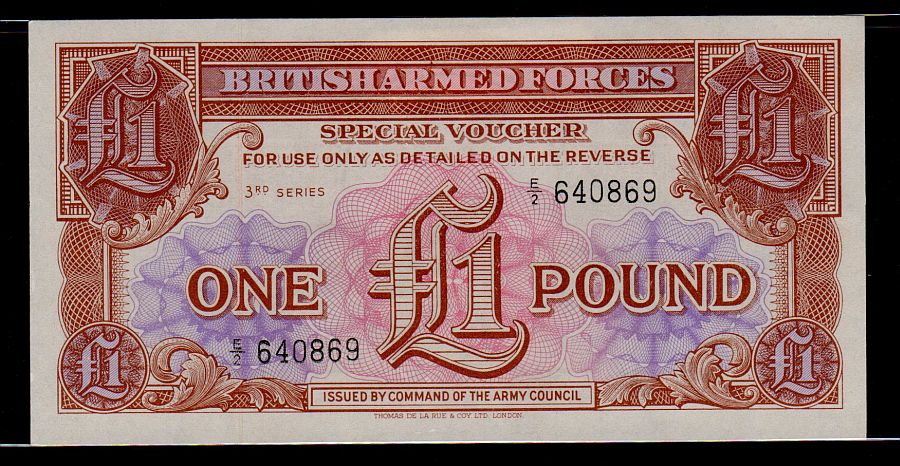 BRITISH ARMED FORCES
£1
£1
SPECIAL VOUCHER
FOR USE ONLY AS DETAILED ON THE REVERSE
3RD SERIES
E/2 640869
ONE £1 POUND
E/2 640869
£1
£1
ISSUED BY COMMAND OF THE ARMY COUNCIL
THOMAS DE LA RUE & COY LTD. LONDON.